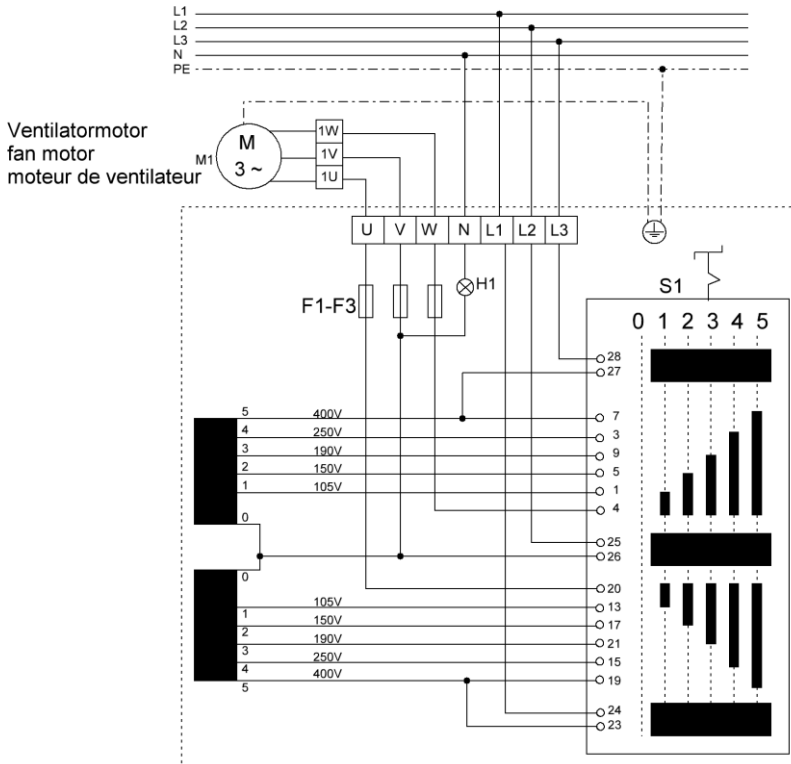 L1
L2
L3
N
PE
Ventilatormotor
fan motor
moteur de ventilateur
M1
M
3 ~
1W
1V
1U
U V W N L1 L2 L3
F1-F3
H1
S1
0 1 2 3 4 5
28
27
5 400V 7
4 250V 3
3 190V 9
2 150V 5
1 105V 1
4
0
25
26
0
20
105V 13
1
150V 17
2
190V 21
3
250V 15
4
400V 19
5
24
23